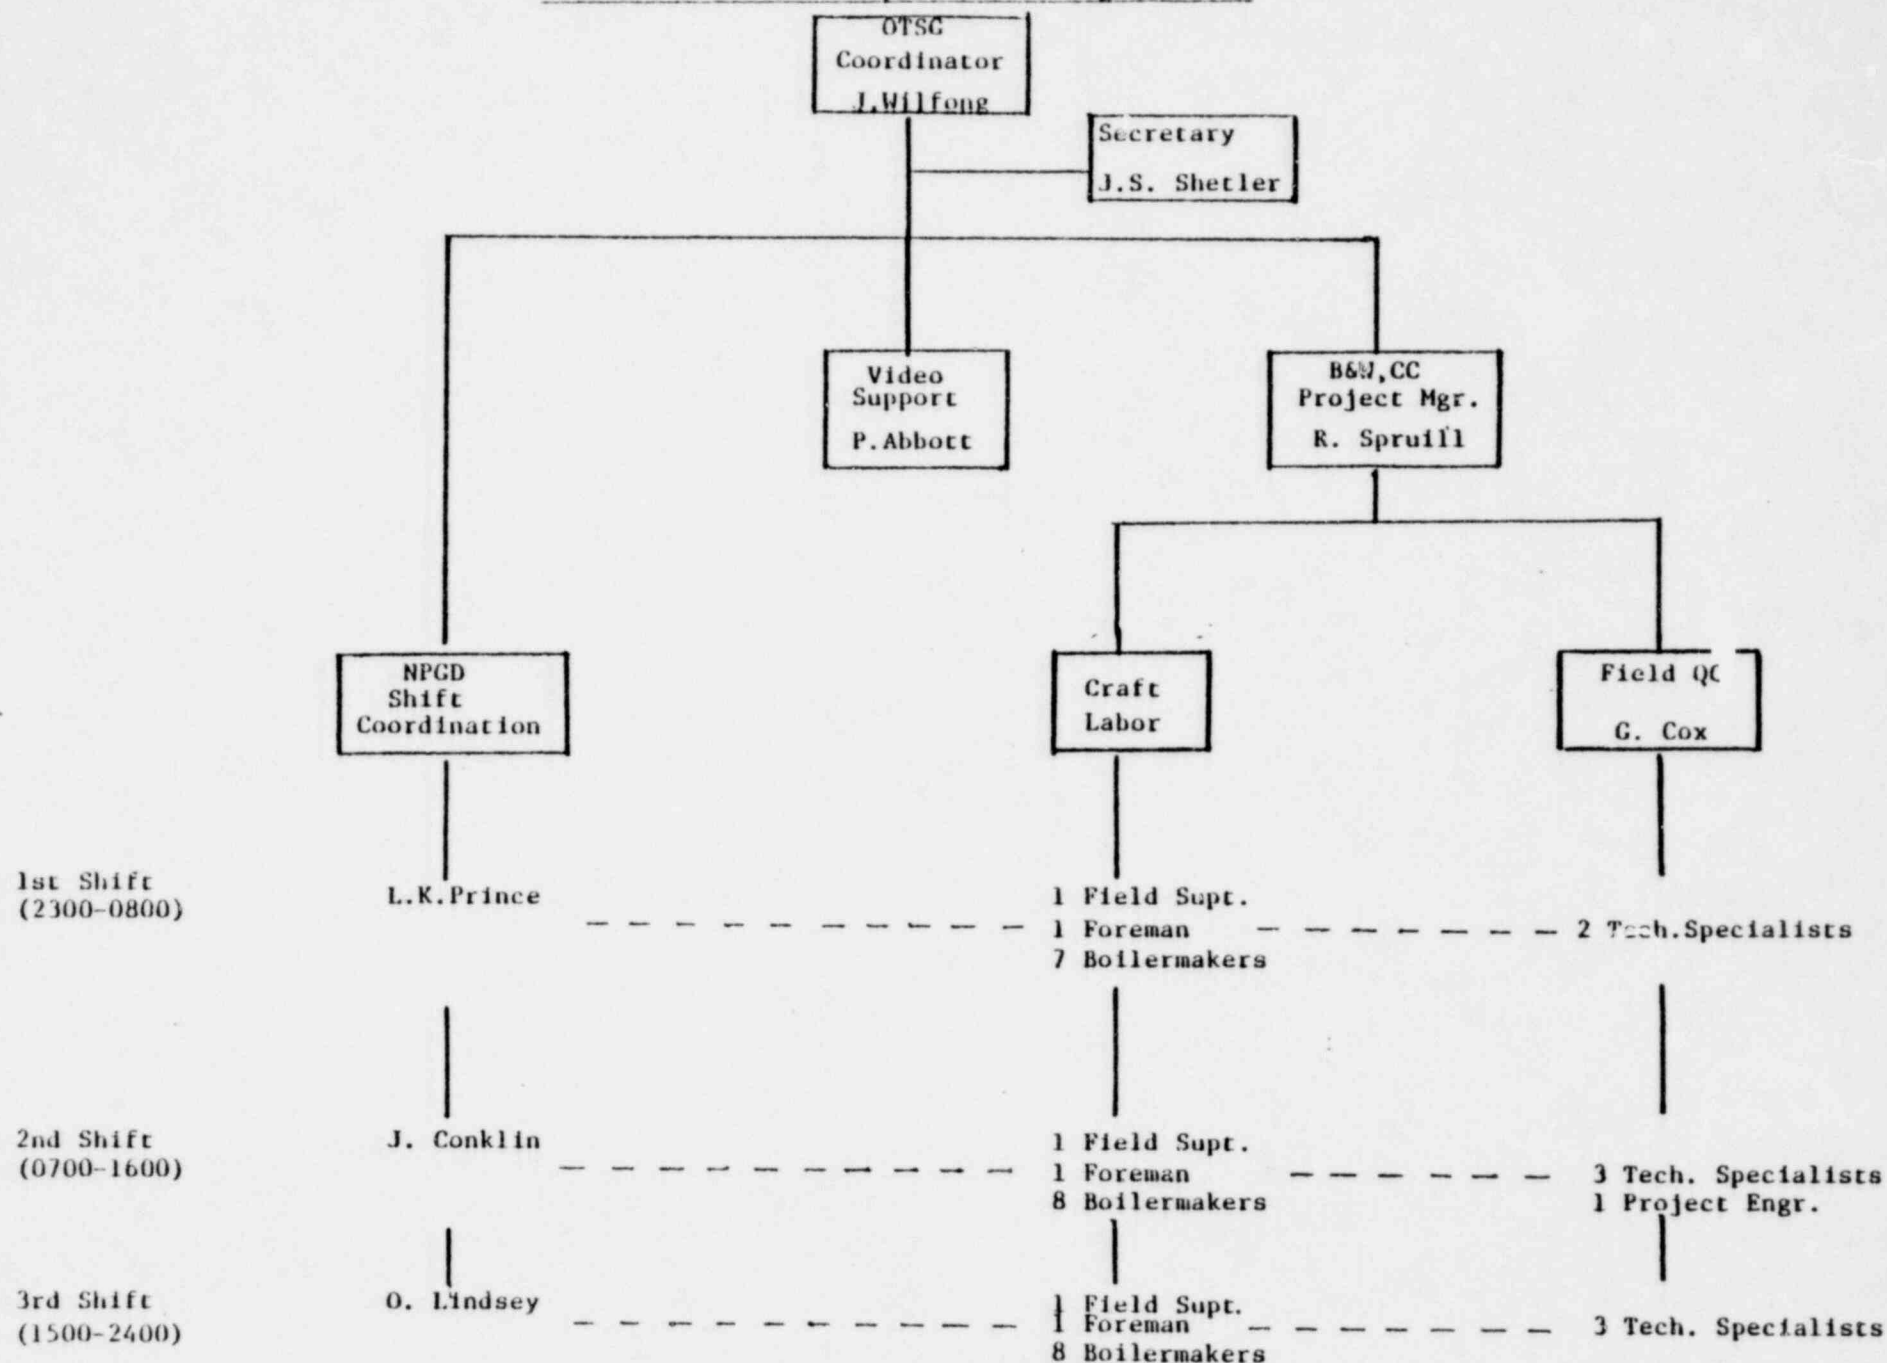 OTSG
Coordinator
J.Wilfong
Secretary
J.S. Shetler
Video
Support
P.Abbott
B&W,CC
Project Mgr.
R. Spruill
NPGD
Shift
Coordination
Craft
Labor
Field QC
G. Cox
1st Shift
(2300-0800)
L.K.Prince
1 Field Supt.
1 Foreman
7 Boilermakers
2 Tech.Specialists
2nd Shift
(0700-1600)
J. Conklin
1 Field Supt.
1 Foreman
8 Boilermakers
3 Tech. Specialists
1 Project Engr.
3rd Shift
(1500-2400)
O. Lindsey
1 Field Supt.
1 Foreman
8 Boilermakers
3 Tech. Specialists